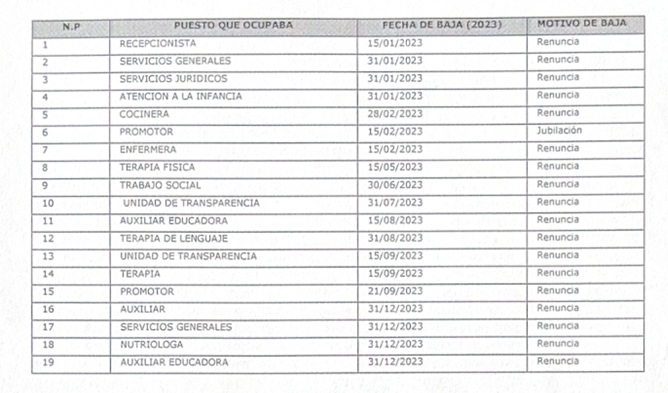 N.P PUESTO QUE OCUPABA FECHA DE BAJA (2023) MOTIVO DE BAJA
1 RECEPCIONISTA 15/01/2023 Renuncia
2 SERVICIOS GENERALES 31/01/2023 Renuncia
3 SERVICIOS JURIDICOS 31/01/2023 Renuncia
4 ATENCION A LA INFANCIA 31/01/2023 Renuncia
5 COCINERA 28/02/2023 Renuncia
6 PROMOTOR 15/02/2023 Jubilación
7 ENFERMERA 15/02/2023 Renuncia
8 TERAPIA FISICA 15/05/2023 Renuncia
9 TRABAJO SOCIAL 30/06/2023 Renuncia
10 UNIDAD DE TRANSPARENCIA 31/07/2023 Renuncia
11 AUXILIAR EDUCADORA 15/08/2023 Renuncia
12 TERAPIA DE LENGUAJE 31/08/2023 Renuncia
13 UNIDAD DE TRANSPARENCIA 15/09/2023 Renuncia
14 TERAPIA 15/09/2023 Renuncia
15 PROMOTOR 21/09/2023 Renuncia
16 AUXILIAR 31/12/2023 Renuncia
17 SERVICIOS GENERALES 31/12/2023 Renuncia
18 NUTRIOLOGA 31/12/2023 Renuncia
19 AUXILIAR EDUCADORA 31/12/2023 Renuncia